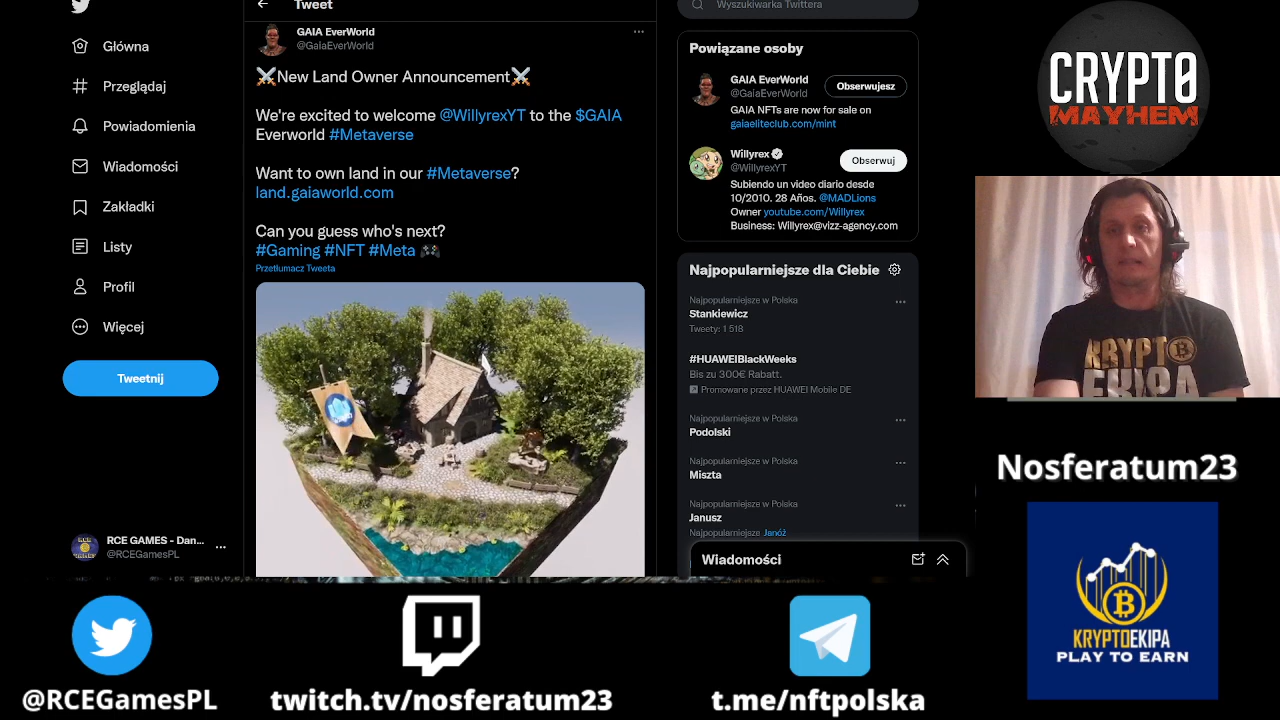 Główna
Przeglądaj
Powiadomienia
Wiadomości
Zakładki
Listy
Profil
Więcej
Tweetnij
RCE GAMES - Dan...
@RCEGamesPL
Tweet
GAIA EverWorld
@GaiaEverWorld
⚔️New Land Owner Announcement⚔️
We're excited to welcome @WillyrexYT to the $GAIA
Everworld #Metaverse
Want to own land in our #Metaverse?
land.gaiaworld.com
Can you guess who's next?
#Gaming #NFT #Meta 🎮
Przetłumacz Tweeta
Wyszukiwarka Twittera
Powiązane osoby
GAIA EverWorld
@GaiaEverWorld
Obserwujesz
GAIA NFTs are now for sale on
gaiaeliteclub.com/mint
Willyrex
@WillyrexYT
Obserwuj
Subiendo un video diario desde
10/2010. 28 Años. @MADLions
Owner youtube.com/Willyrex
Business: Willyrex@vizz-agency.com
Najpopularniejsze dla Ciebie
Najpopularniejsze w Polska
Stankiewicz
Tweety: 1 518
#HUAWEIBlackWeeks
Bis zu 300€ Rabatt.
Promowane przez HUAWEI Mobile DE
Najpopularniejsze w Polska
Podolski
Najpopularniejsze w Polska
Miszta
Najpopularniejsze w Polska
Janusz
Najpopularniejsze Janóż
Wiadomości
CRYPTO
MAYHEM
KRYPTO
EKIPA
Nosferatum23
KRYPTOEKIPA
PLAY TO EARN
@RCEGamesPL
twitch.tv/nosferatum23
t.me/nftpolska